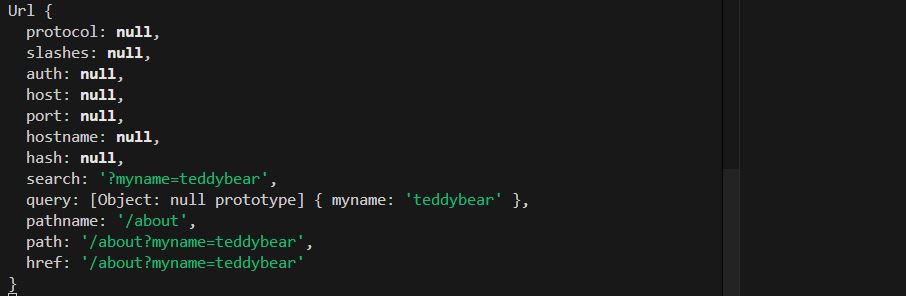 Url {
  protocol: null,
  slashes: null,
  auth: null,
  host: null,
  port: null,
  hostname: null,
  hash: null,
  search: '?myname=teddybear',
  query: [Object: null prototype] { myname: 'teddybear' },
  pathname: '/about',
  path: '/about?myname=teddybear',
  href: '/about?myname=teddybear'
}